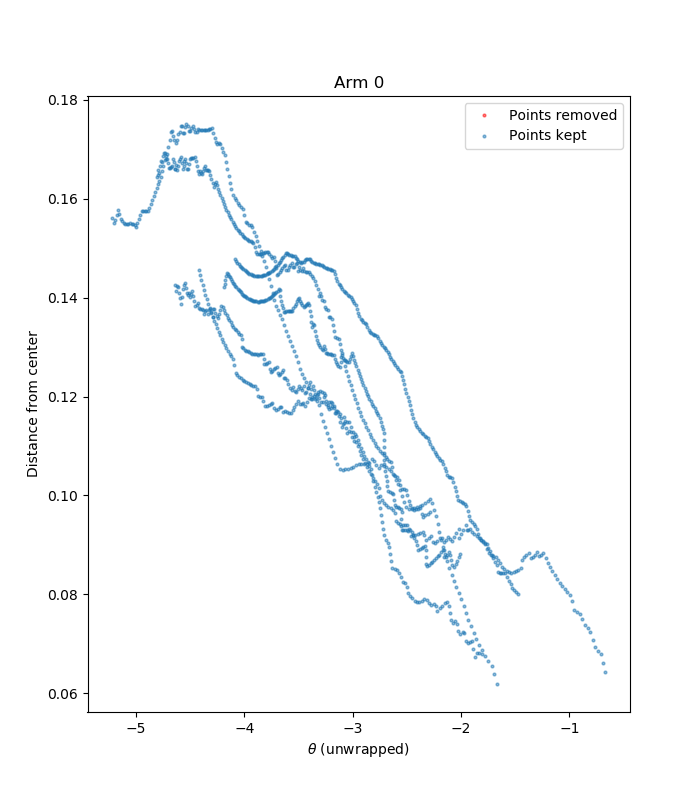 Arm 0
Points removed
Points kept
0.18
0.16
0.14
0.12
0.10
0.08
0.06
Distance from center
−5 −4 −3 −2 −1
θ (unwrapped)